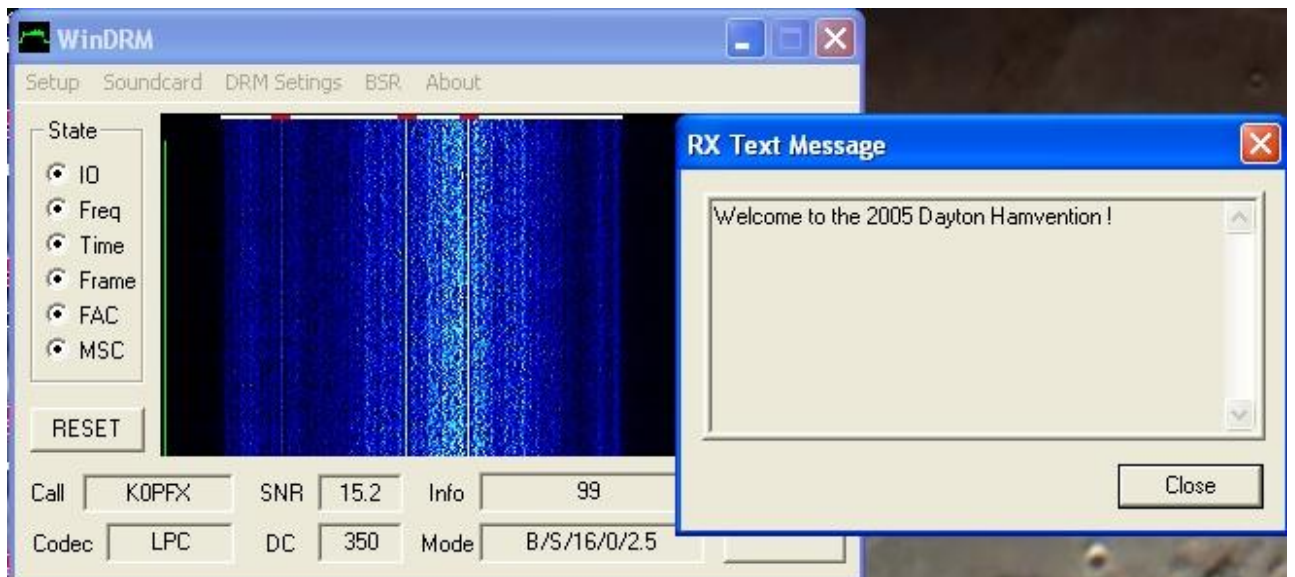 WinDRM
Setup Soundcard DRM Setings BSR About
State
IO
Freq
Time
Frame
FAC
MSC
RESET
Call K0PFX SNR 15.2 Info 99
Codec LPC DC 350 Mode B/S/16/0/2.5
RX Text Message
Welcome to the 2005 Dayton Hamvention !
Close